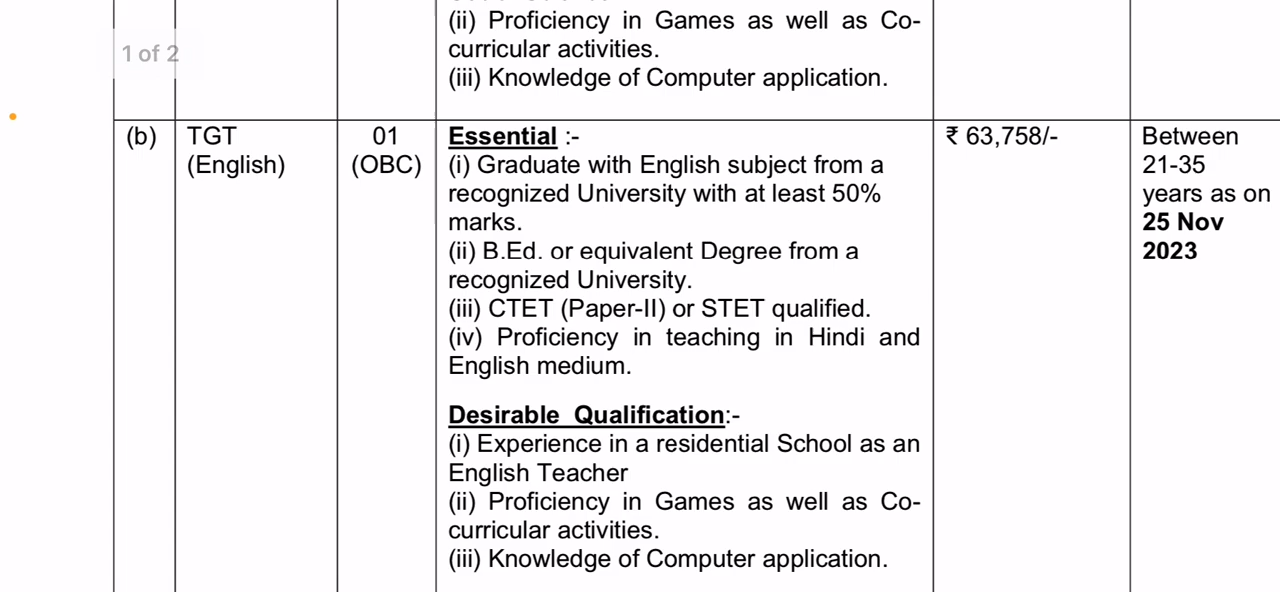 (ii) Proficiency in Games as well as Co-
curricular activities.
(iii) Knowledge of Computer application.
1 of 2
(b)
TGT
(English)
01
(OBC)
Essential :-
(i) Graduate with English subject from a
recognized University with at least 50%
marks.
(ii) B.Ed. or equivalent Degree from a
recognized University.
(iii) CTET (Paper-II) or STET qualified.
(iv) Proficiency in teaching in Hindi and
English medium.
Desirable Qualification:-
(i) Experience in a residential School as an
English Teacher
(ii) Proficiency in Games as well as Co-
curricular activities.
(iii) Knowledge of Computer application.
₹ 63,758/-
Between
21-35
years as on
25 Nov
2023